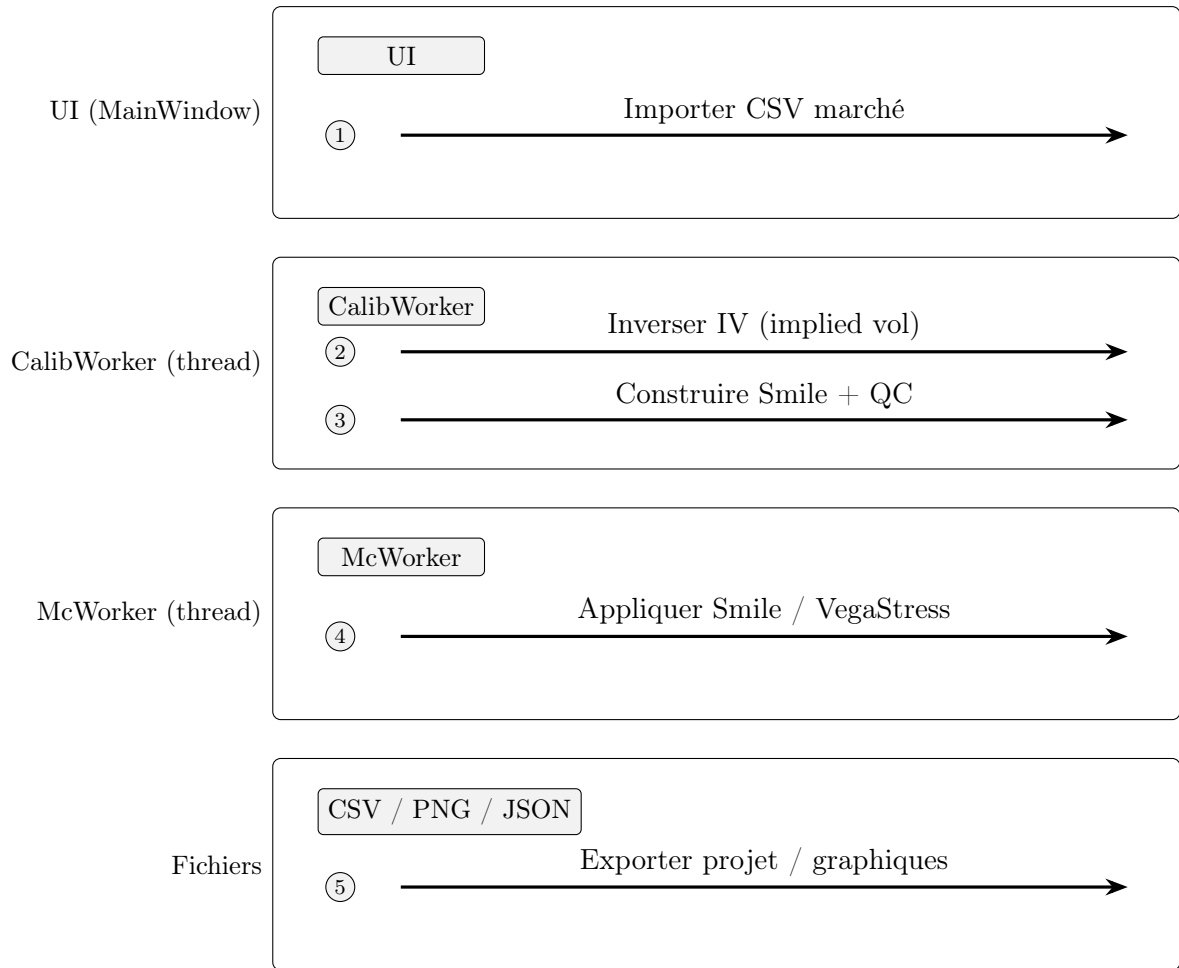 UI
UI (MainWindow)
Importer CSV marché
1
CalibWorker
Inverser IV (implied vol)
2
CalibWorker (thread)
Construire Smile + QC
3
McWorker
McWorker (thread)
Appliquer Smile / VegaStress
4
CSV / PNG / JSON
Fichiers
Exporter projet / graphiques
5